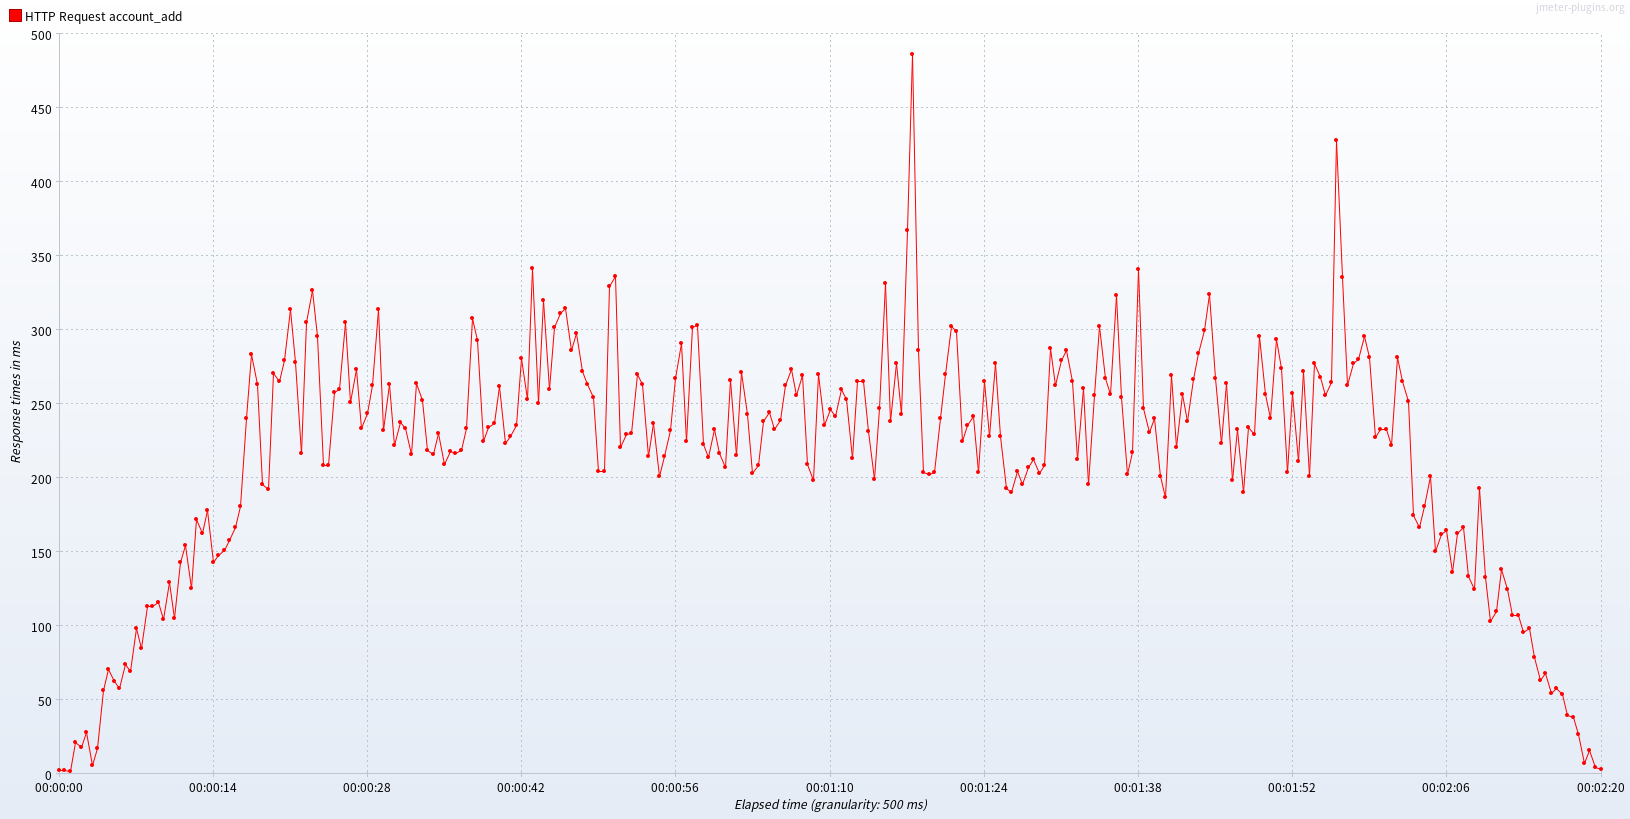 HTTP Request account_add
jmeter-plugins.org
500
450
400
350
300
250
200
150
100
50
0
Response times in ms
00:00:00 00:00:14 00:00:28 00:00:42 00:00:56 00:01:10 00:01:24 00:01:38 00:01:52 00:02:06 00:02:20
Elapsed time (granularity: 500 ms)